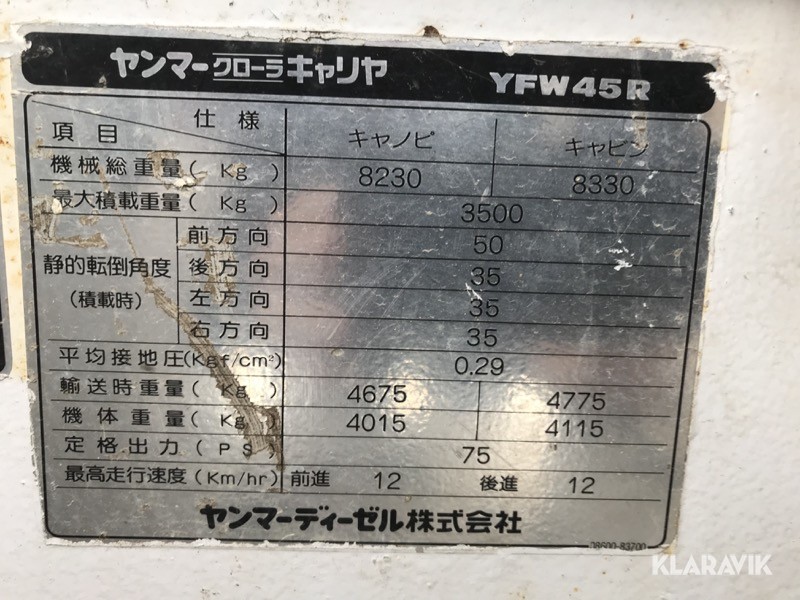 ヤンマークローラキャリヤ YFW45R
仕様 キャノピ キャビン
項目
機械総重量(Kg) 8230 8330
最大積載重量(Kg) 3500
静的転倒角度(積載時) 前方向 50
後方向 35
左方向 35
右方向 35
平均接地圧(Kgf/cm²) 0.29
輸送時重量(Kg) 4675 4775
機体重量(Kg) 4015 4115
定格出力(PS) 75
最高走行速度(Km/hr) 前進 12 後進 12
ヤンマーディーゼル株式会社
08600-83700
KLARAVIK